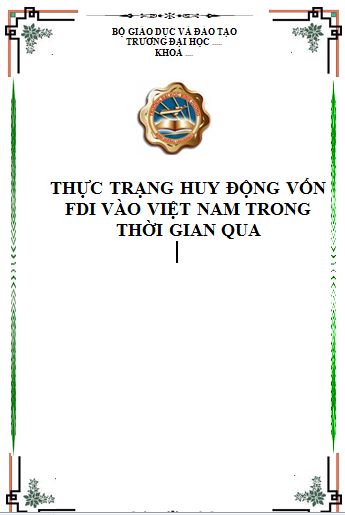 BỘ GIÁO DỤC VÀ ĐÀO TẠO
TRƯỜNG ĐẠI HỌC .....
KHOA ....
THỰC TRẠNG HUY ĐỘNG VỐN
FDI VÀO VIỆT NAM TRONG
THỜI GIAN QUA